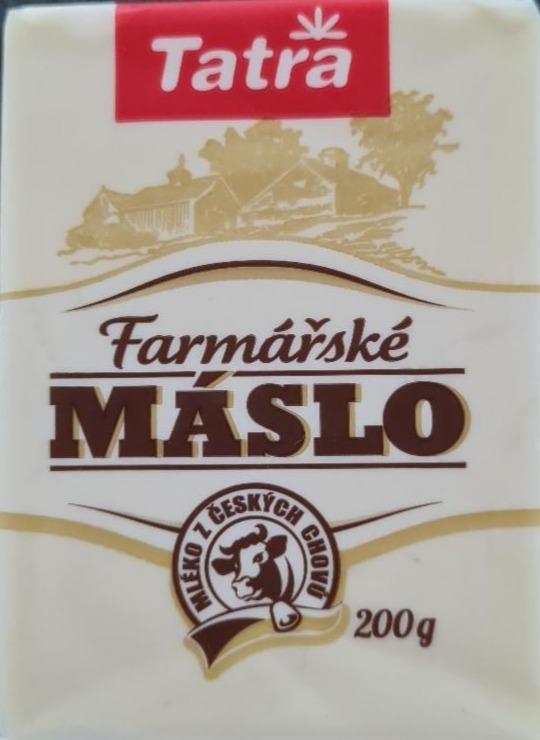 Tatra
Farmářské
MÁSLO
MLÉKO Z ČESKÝCH CHOVŮ
200g